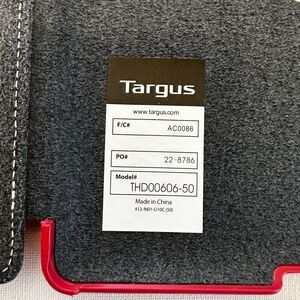 Targus
www.targus.com
F/C# AC0086
PO# 22-8786
Model# THD00606-50
Made in China
412-IN01-U10C (50)